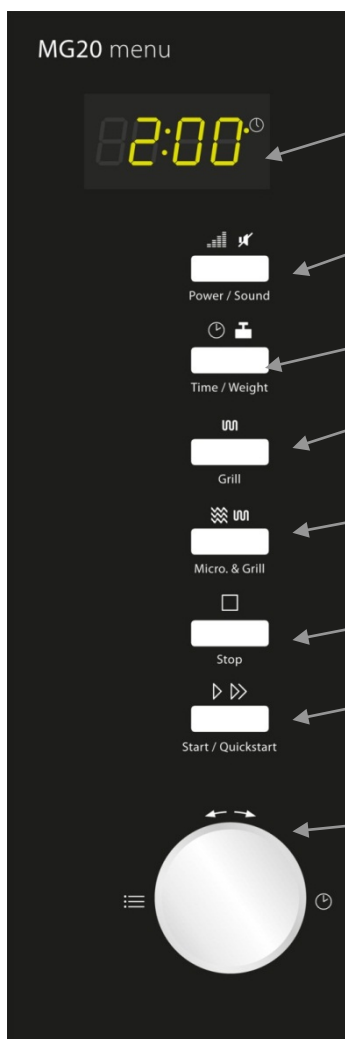 MG20 menu
2:00
Power / Sound
Time / Weight
Grill
Micro. & Grill
Stop
Start / Quickstart